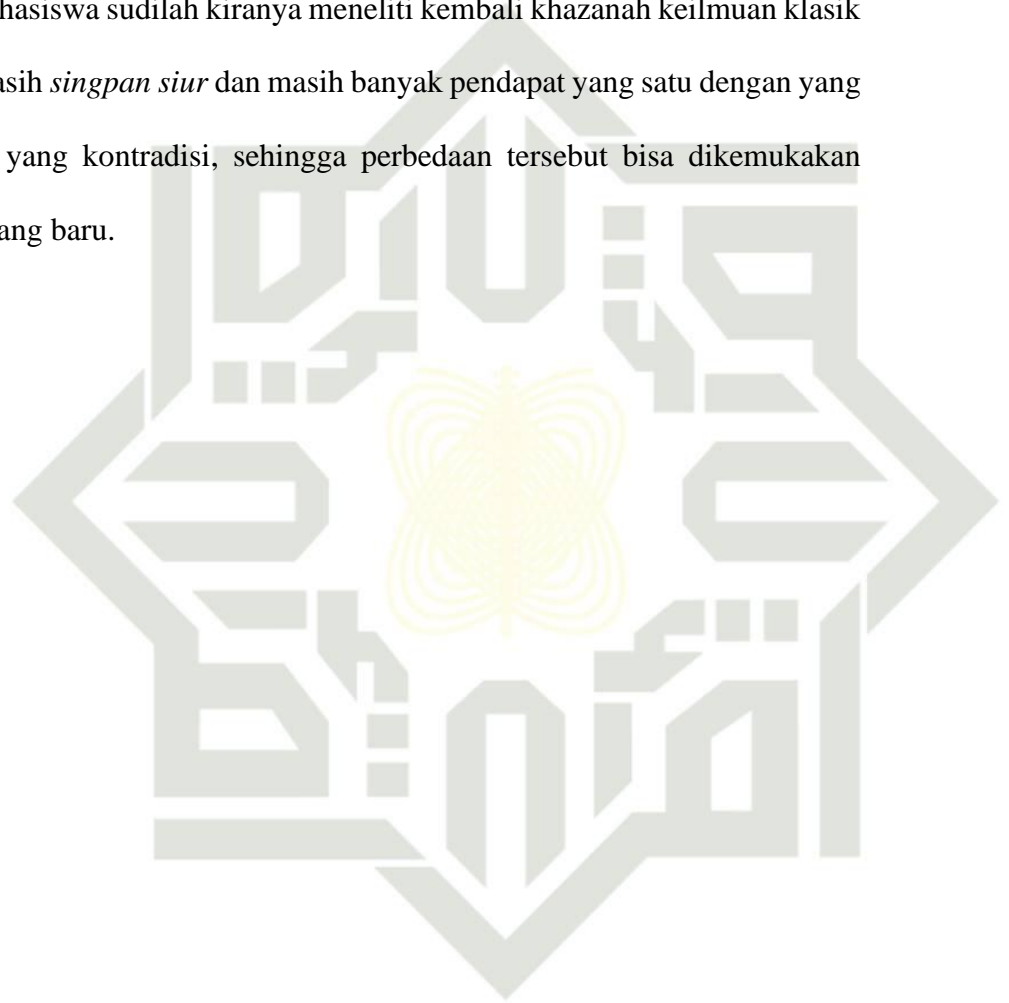 hasiswa sudilah kiranya meneliti kembali khazanah keilmuan klasik
asih singpan siur dan masih banyak pendapat yang satu dengan yang
yang kontradisi, sehingga perbedaan tersebut bisa dikemukakan
ang baru.